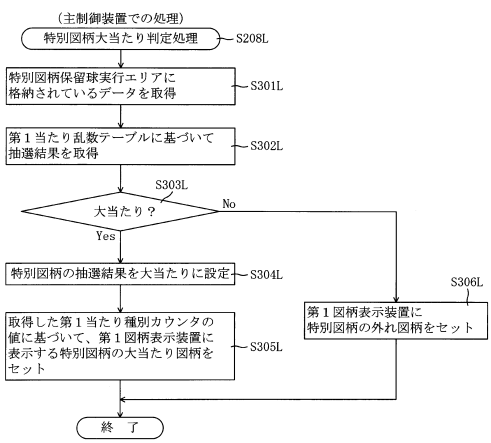 （主制御装置での処理）
特別図柄大当たり判定処理
S208L
特別図柄保留球実行エリアに
格納されているデータを取得
S301L
第１当たり乱数テーブルに基づいて
抽選結果を取得
S302L
S303L
大当たり？
No
Yes
特別図柄の抽選結果を大当たりに設定
S304L
S306L
第１図柄表示装置に
特別図柄の外れ図柄をセット
取得した第１当たり種別カウンタの
値に基づいて、第１図柄表示装置に
表示する特別図柄の大当たり図柄を
セット
S305L
終 了